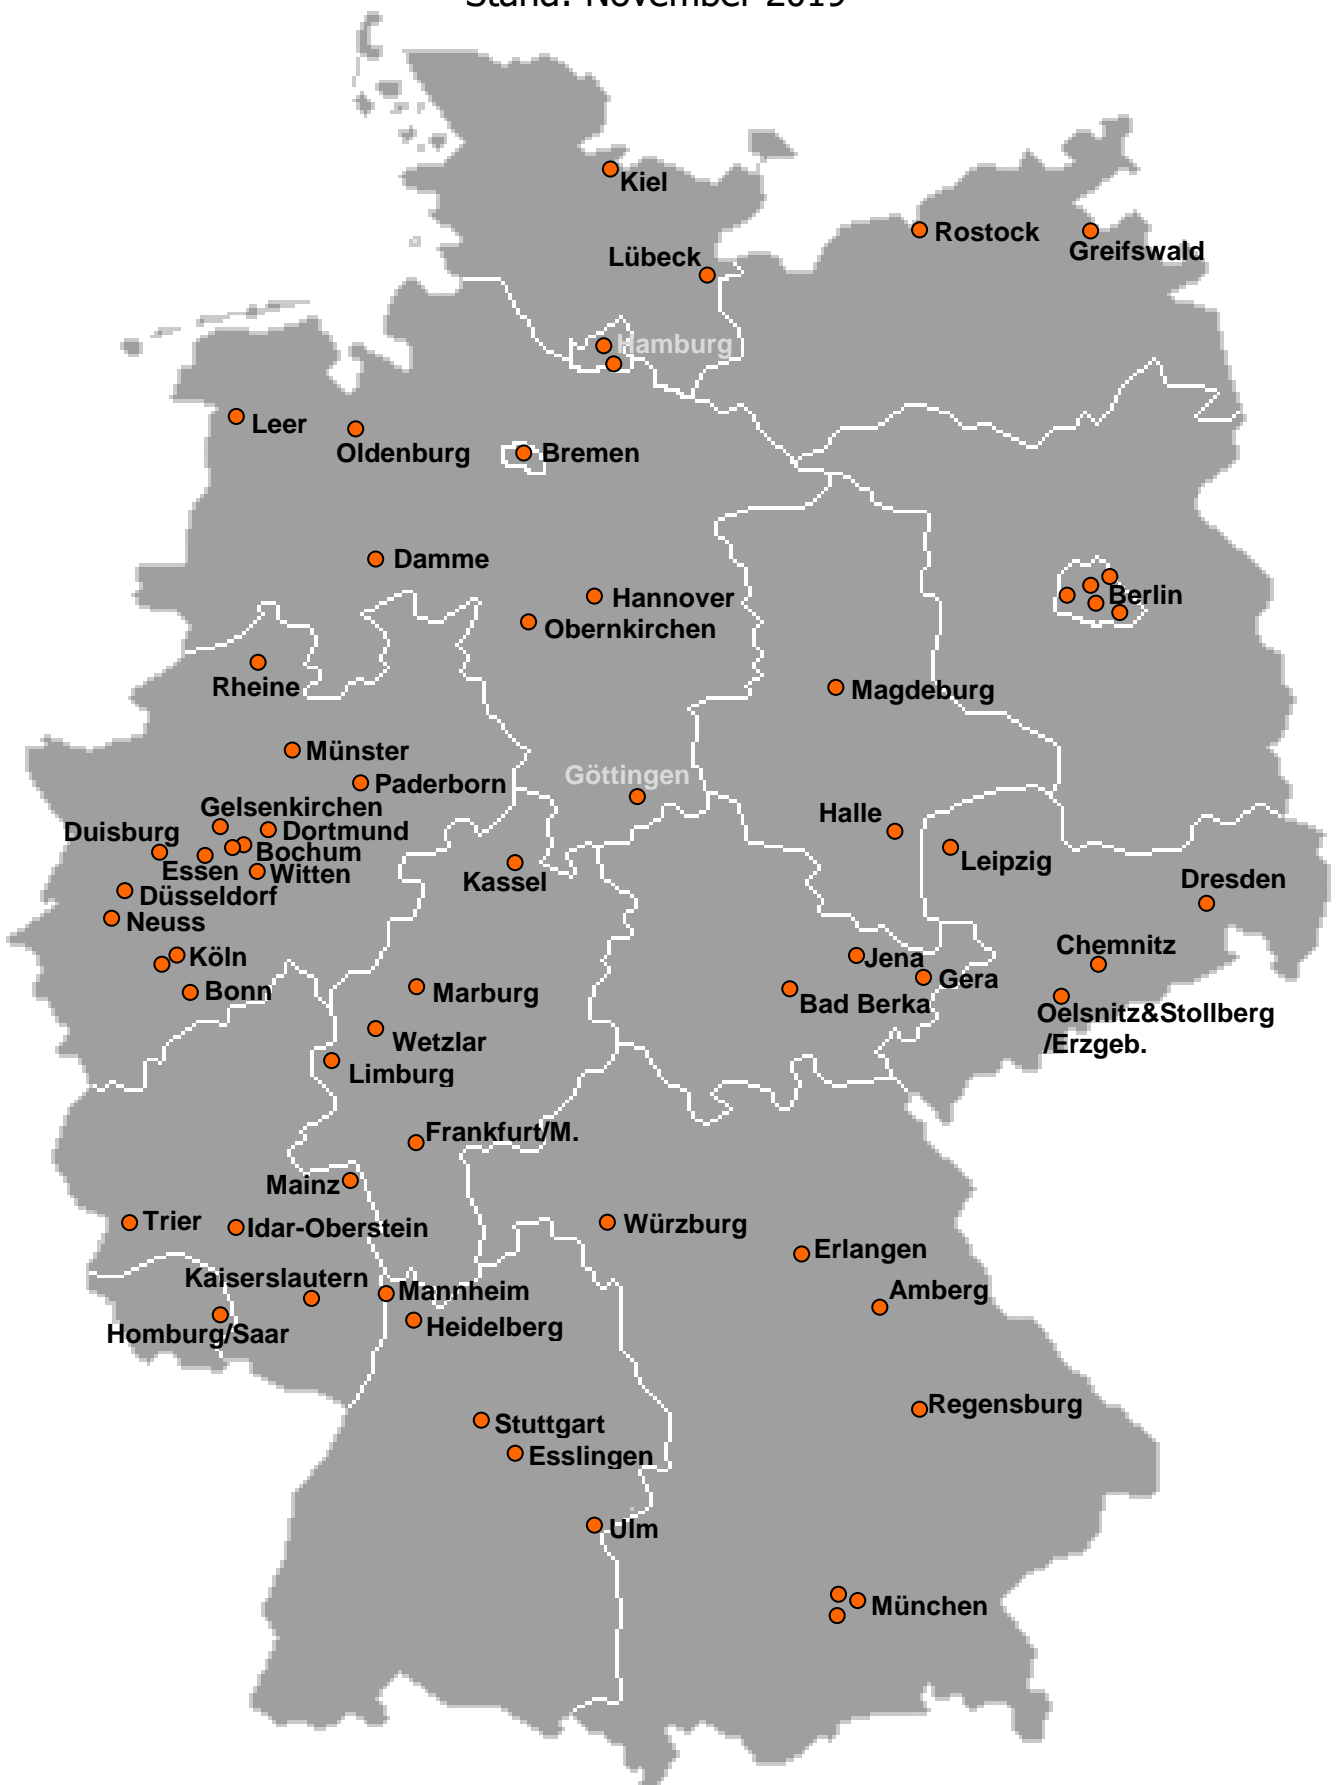 Stand: November 2019
Kiel
Rostock
Greifswald
Lübeck
Hamburg
Leer
Oldenburg
Bremen
Damme
Hannover
Berlin
Obernkirchen
Rheine
Magdeburg
Münster
Göttingen
Paderborn
Gelsenkirchen
Halle
Duisburg
Dortmund
Bochum
Leipzig
Essen
Witten
Kassel
Dresden
Düsseldorf
Neuss
Chemnitz
Köln
Jena
Gera
Bonn
Marburg
Bad Berka
Oelsnitz&Stollberg
/Erzgeb.
Wetzlar
Limburg
Frankfurt/M.
Mainz
Trier
Idar-Oberstein
Würzburg
Erlangen
Kaiserslautern
Mannheim
Amberg
Homburg/Saar
Heidelberg
Regensburg
Stuttgart
Esslingen
Ulm
München